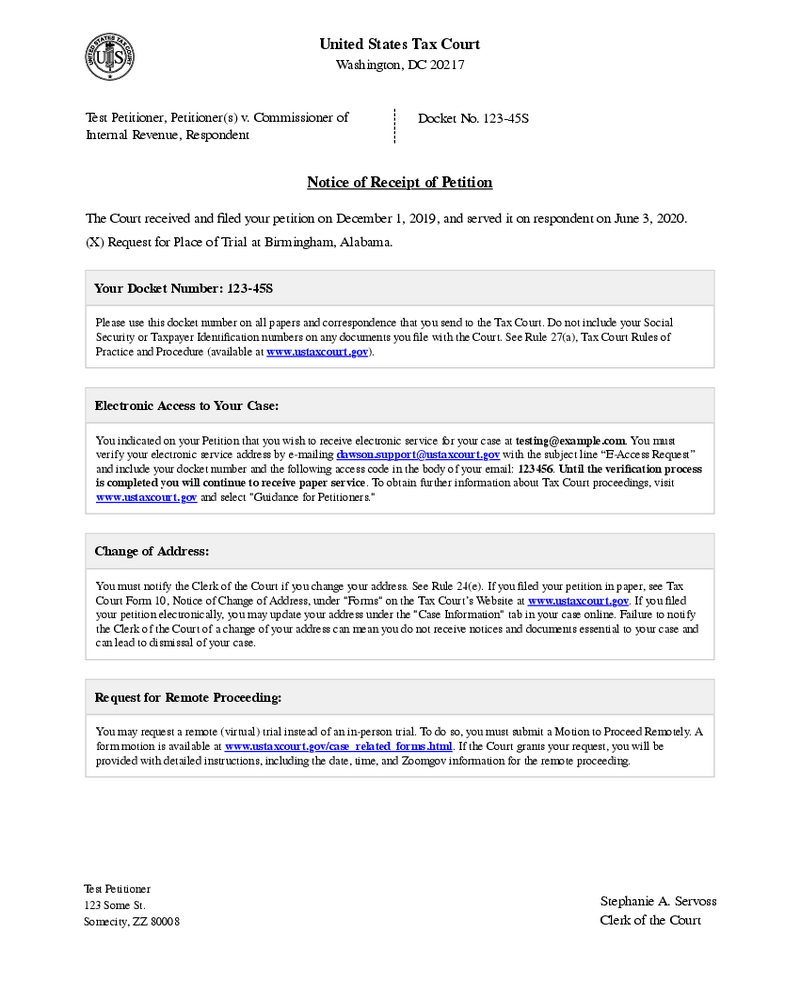 UNITED STATES TAX COURT
US
United States Tax Court
Washington, DC 20217
Test Petitioner, Petitioner(s) v. Commissioner of
Internal Revenue, Respondent
Docket No. 123-45S
Notice of Receipt of Petition
The Court received and filed your petition on December 1, 2019, and served it on respondent on June 3, 2020.
(X) Request for Place of Trial at Birmingham, Alabama.
Your Docket Number: 123-45S
Please use this docket number on all papers and correspondence that you send to the Tax Court. Do not include your Social
Security or Taxpayer Identification numbers on any documents you file with the Court. See Rule 27(a), Tax Court Rules of
Practice and Procedure (available at www.ustaxcourt.gov).
Electronic Access to Your Case:
You indicated on your Petition that you wish to receive electronic service for your case at testing@example.com. You must
verify your electronic service address by e-mailing dawson.support@ustaxcourt.gov with the subject line “E-Access Request”
and include your docket number and the following access code in the body of your email: 123456. Until the verification process
is completed you will continue to receive paper service. To obtain further information about Tax Court proceedings, visit
www.ustaxcourt.gov and select "Guidance for Petitioners."
Change of Address:
You must notify the Clerk of the Court if you change your address. See Rule 24(e). If you filed your petition in paper, see Tax
Court Form 10, Notice of Change of Address, under "Forms" on the Tax Court's Website at www.ustaxcourt.gov. If you filed
your petition electronically, you may update your address under the "Case Information" tab in your case online. Failure to notify
the Clerk of the Court of a change of your address can mean you do not receive notices and documents essential to your case and
can lead to dismissal of your case.
Request for Remote Proceeding:
You may request a remote (virtual) trial instead of an in-person trial. To do so, you must submit a Motion to Proceed Remotely. A
form motion is available at www.ustaxcourt.gov/case_related_forms.html. If the Court grants your request, you will be
provided with detailed instructions, including the date, time, and Zoomgov information for the remote proceeding.
Test Petitioner
123 Some St.
Somecity, ZZ 80008
Stephanie A. Servoss
Clerk of the Court